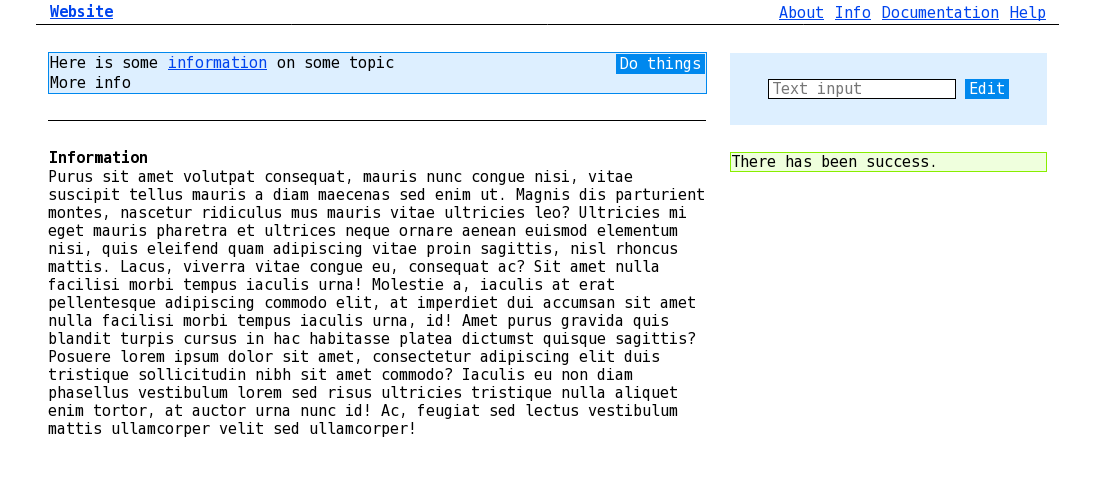 Website
About Info Documentation Help
Here is some information on some topic
Do things
More info
Text input
Edit
There has been success.
Information
Purus sit amet volutpat consequat, mauris nunc congue nisi, vitae
suscipit tellus mauris a diam maecenas sed enim ut. Magnis dis parturient
montes, nascetur ridiculus mus mauris vitae ultricies leo? Ultricies mi
eget mauris pharetra et ultrices neque ornare aenean euismod elementum
nisi, quis eleifend quam adipiscing vitae proin sagittis, nisl rhoncus
mattis. Lacus, viverra vitae congue eu, consequat ac? Sit amet nulla
facilisi morbi tempus iaculis urna! Molestie a, iaculis at erat
pellentesque adipiscing commodo elit, at imperdiet dui accumsan sit amet
nulla facilisi morbi tempus iaculis urna, id! Amet purus gravida quis
blandit turpis cursus in hac habitasse platea dictumst quisque sagittis?
Posuere lorem ipsum dolor sit amet, consectetur adipiscing elit duis
tristique sollicitudin nibh sit amet commodo? Iaculis eu non diam
phasellus vestibulum lorem sed risus ultricies tristique nulla aliquet
enim tortor, at auctor urna nunc id! Ac, feugiat sed lectus vestibulum
mattis ullamcorper velit sed ullamcorper!